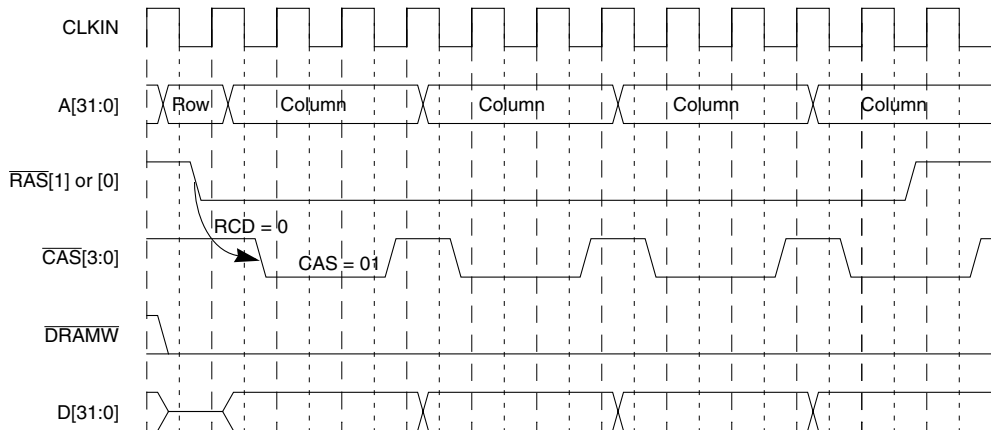 CLKIN
A[31:0] Row Column Column Column Column
RAS[1] or [0]
RCD = 0
CAS[3:0] CAS = 01
DRAMW
D[31:0]